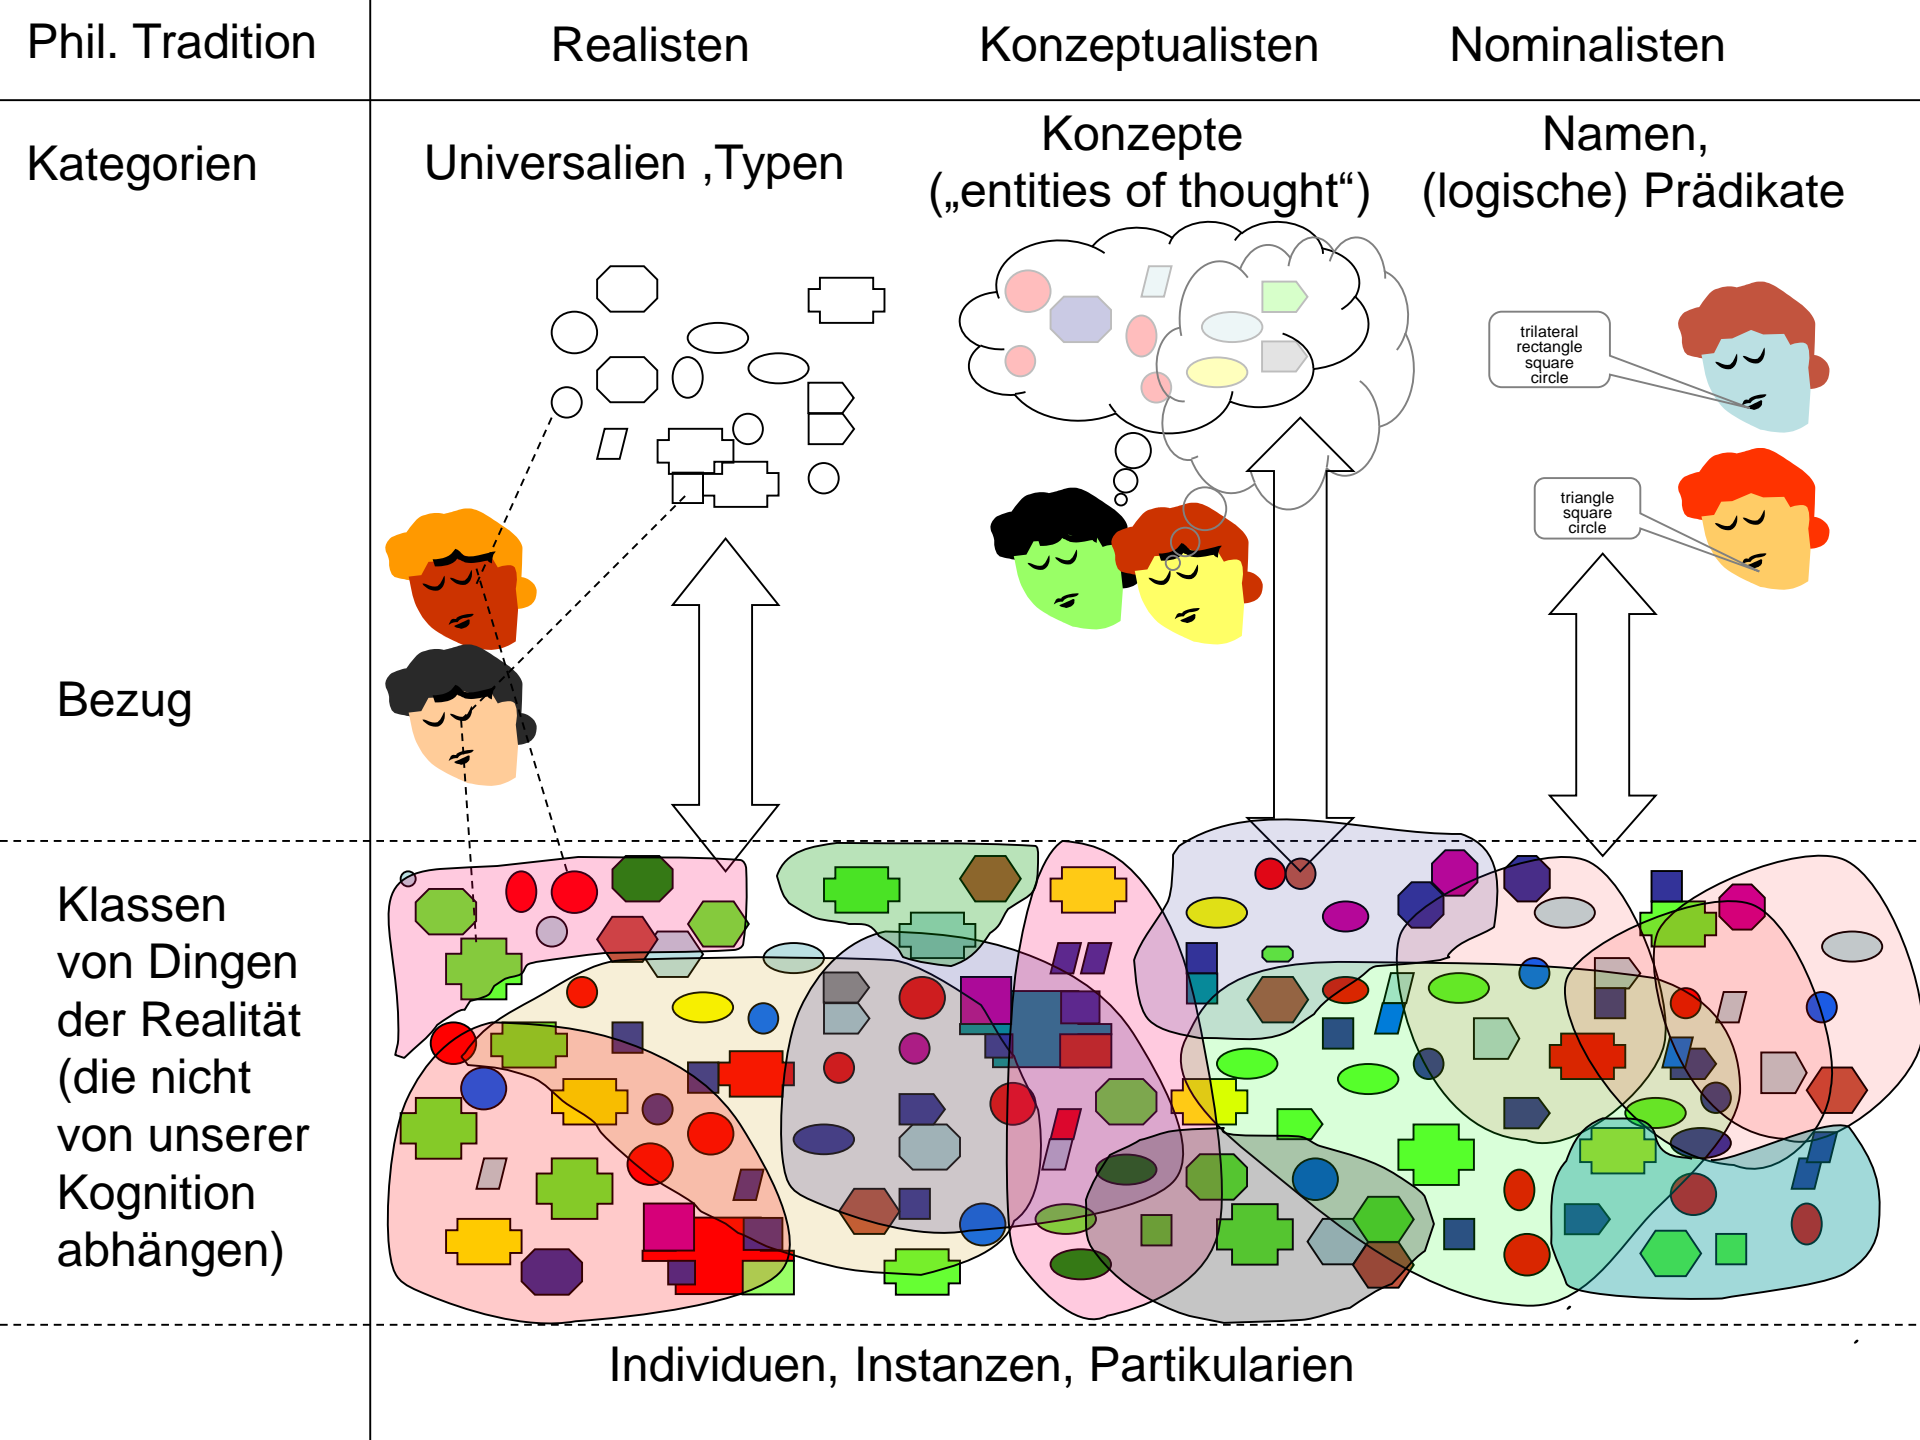 Phil. Tradition
Realisten
Konzeptualisten
Nominalisten
Kategorien
Universalien ,Typen
Konzepte
(„entities of thought“)
Namen,
(logische) Prädikate
trilateral
rectangle
square
circle
triangle
square
circle
Bezug
Klassen
von Dingen
der Realität
(die nicht
von unserer
Kognition
abhängen)
Individuen, Instanzen, Partikularien